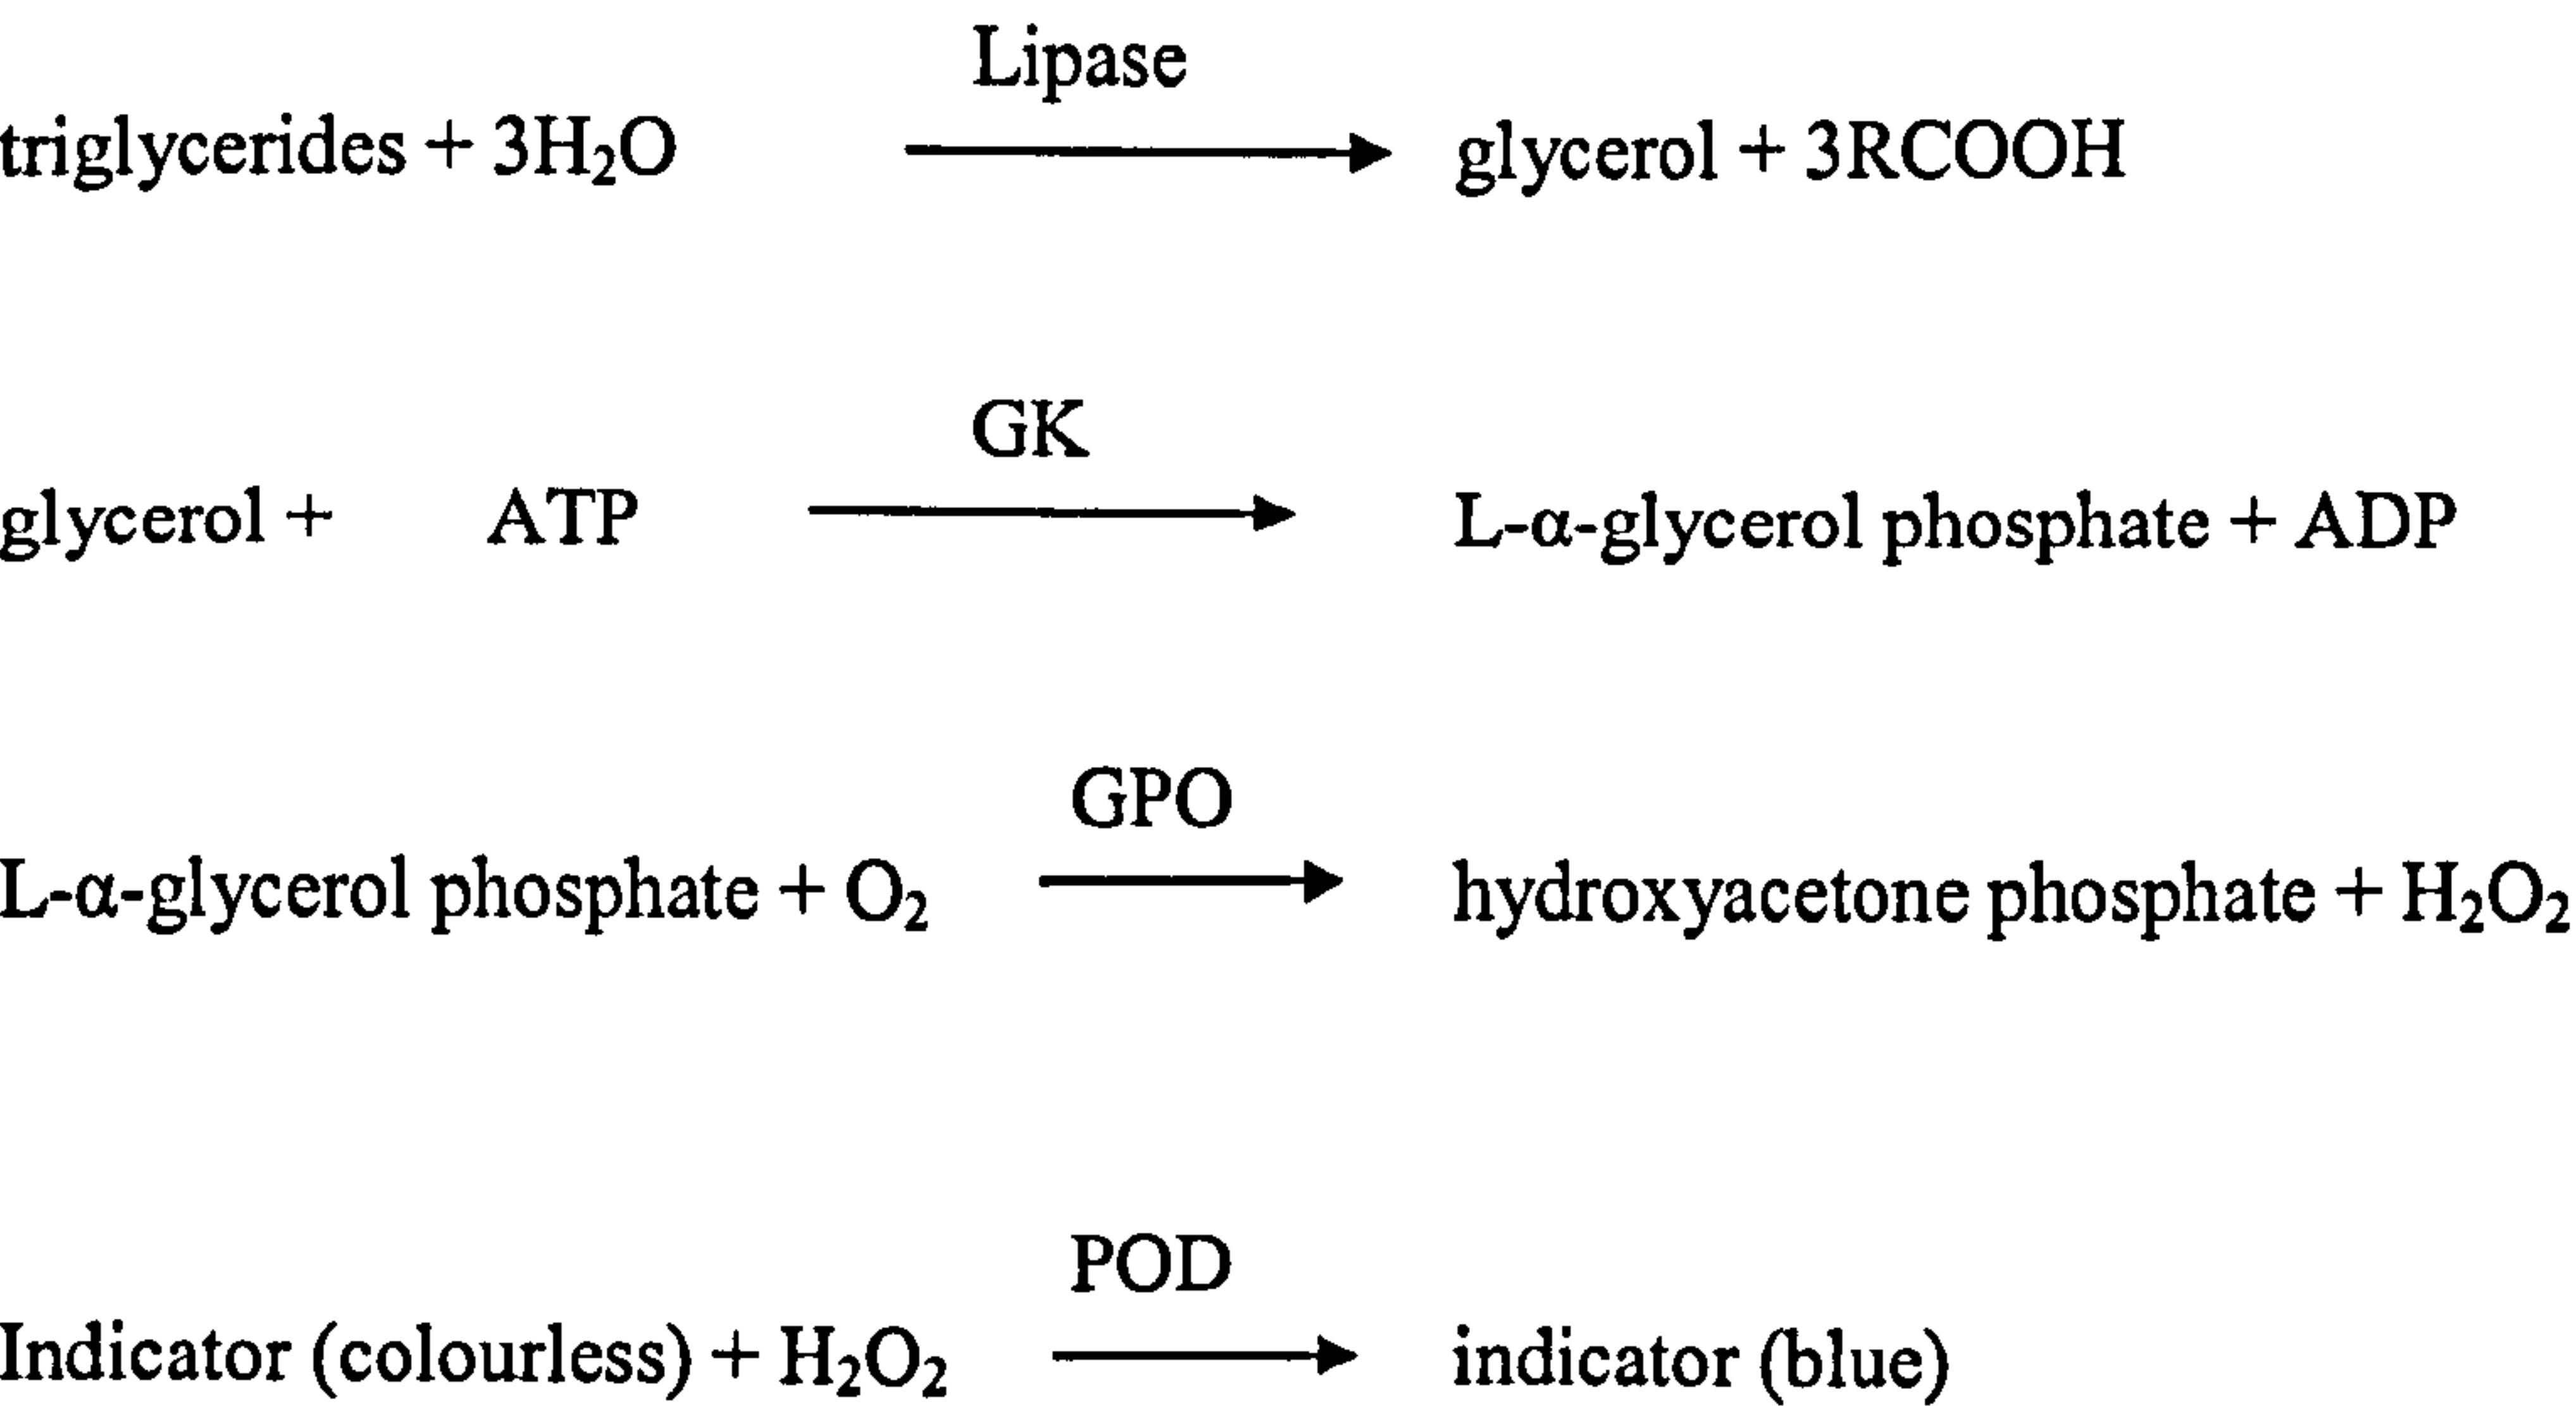 Lipase
triglycerides + 3H₂O glycerol + 3RCOOH
GK
glycerol + ATP L-α-glycerol phosphate + ADP
GPO
L-α-glycerol phosphate + O₂ hydroxyacetone phosphate + H₂O₂
POD
Indicator (colourless) + H₂O₂ indicator (blue)